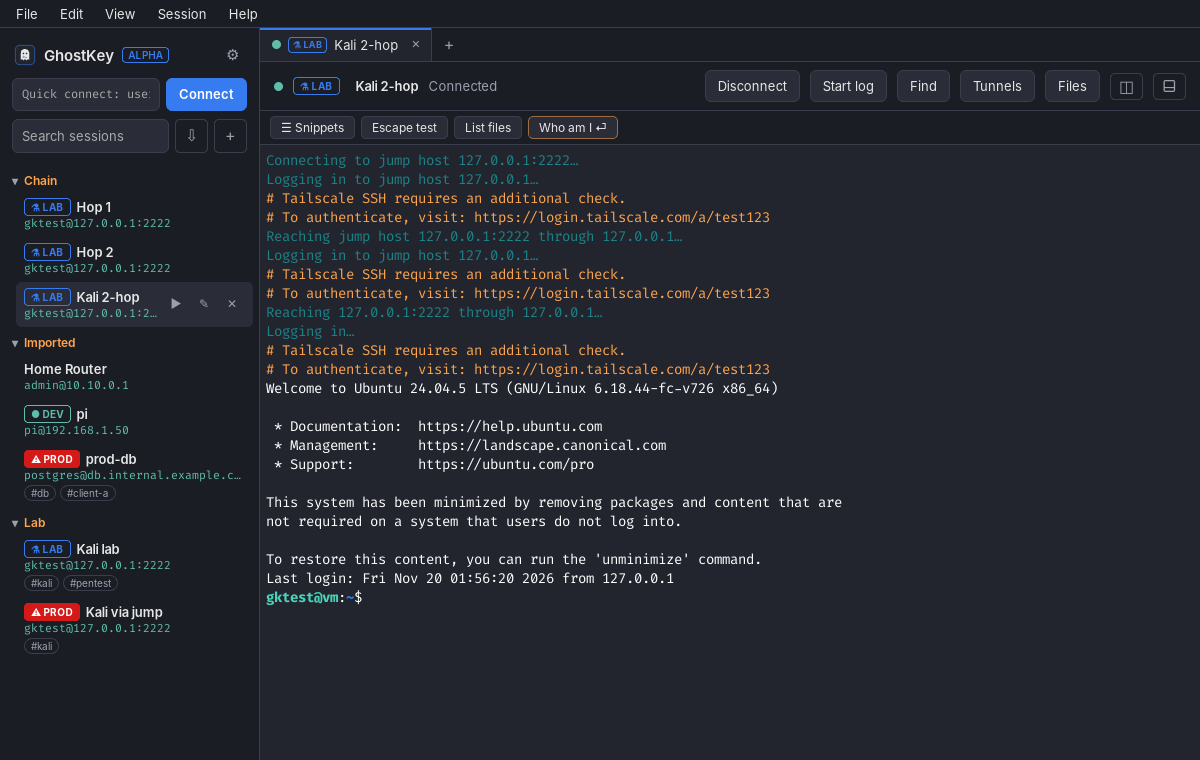 File Edit View Session Help
GhostKey ALPHA
Quick connect: use Connect
Search sessions
Chain
LAB Hop 1
gktest@127.0.0.1:2222
LAB Hop 2
gktest@127.0.0.1:2222
LAB Kali 2-hop
gktest@127.0.0.1:2…
Imported
Home Router
admin@10.10.0.1
DEV pi
pi@192.168.1.50
PROD prod-db
postgres@db.internal.example.c…
#db #client-a
Lab
LAB Kali lab
gktest@127.0.0.1:2222
#kali #pentest
PROD Kali via jump
gktest@127.0.0.1:2222
#kali
LAB Kali 2-hop × +
LAB Kali 2-hop Connected Disconnect Start log Find Tunnels Files
☰ Snippets Escape test List files Who am I ⏎
Connecting to jump host 127.0.0.1:2222…
Logging in to jump host 127.0.0.1…
# Tailscale SSH requires an additional check.
# To authenticate, visit: https://login.tailscale.com/a/test123
Reaching jump host 127.0.0.1:2222 through 127.0.0.1…
Logging in to jump host 127.0.0.1…
# Tailscale SSH requires an additional check.
# To authenticate, visit: https://login.tailscale.com/a/test123
Reaching 127.0.0.1:2222 through 127.0.0.1…
Logging in…
# Tailscale SSH requires an additional check.
# To authenticate, visit: https://login.tailscale.com/a/test123
Welcome to Ubuntu 24.04.5 LTS (GNU/Linux 6.18.44-fc-v726 x86_64)
* Documentation: https://help.ubuntu.com
* Management: https://landscape.canonical.com
* Support: https://ubuntu.com/pro
This system has been minimized by removing packages and content that are
not required on a system that users do not log into.
To restore this content, you can run the 'unminimize' command.
Last login: Fri Nov 20 01:56:20 2026 from 127.0.0.1
gktest@vm:~$